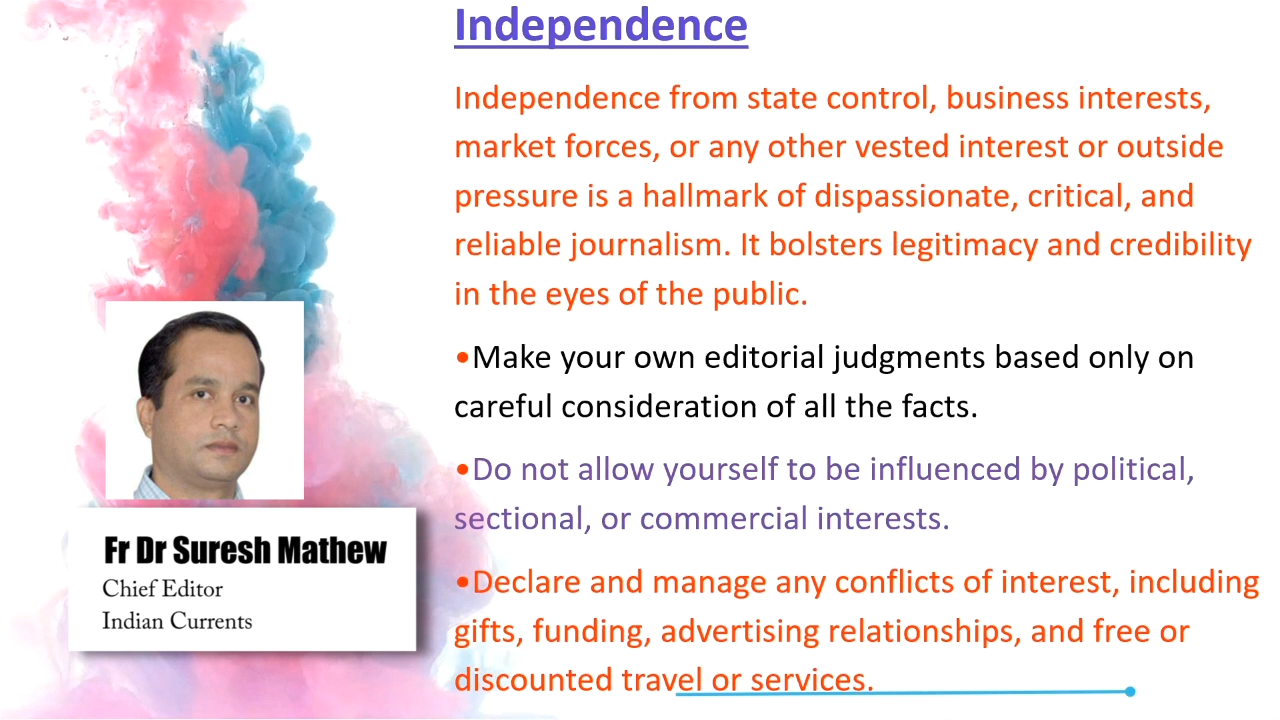 Independence
Independence from state control, business interests,
market forces, or any other vested interest or outside
pressure is a hallmark of dispassionate, critical, and
reliable journalism. It bolsters legitimacy and credibility
in the eyes of the public.
•Make your own editorial judgments based only on
careful consideration of all the facts.
•Do not allow yourself to be influenced by political,
sectional, or commercial interests.
•Declare and manage any conflicts of interest, including
gifts, funding, advertising relationships, and free or
discounted travel or services.
Fr Dr Suresh Mathew
Chief Editor
Indian Currents